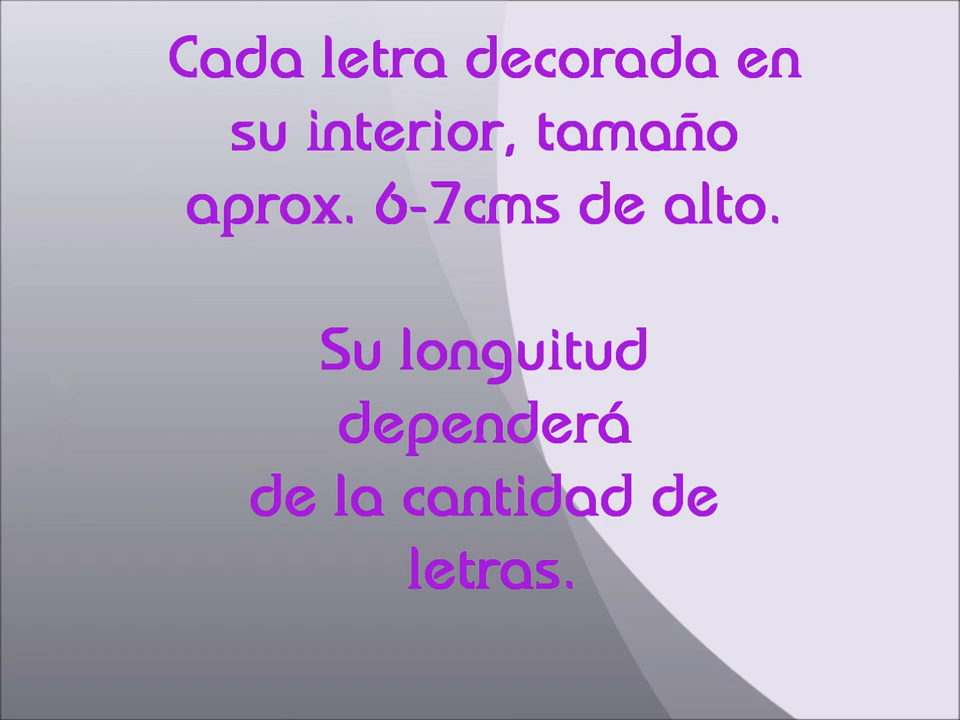 Cada letra decorada en
su interior, tamaño
aprox. 6-7cms de alto.
Su longuitud
dependerá
de la cantidad de
letras.